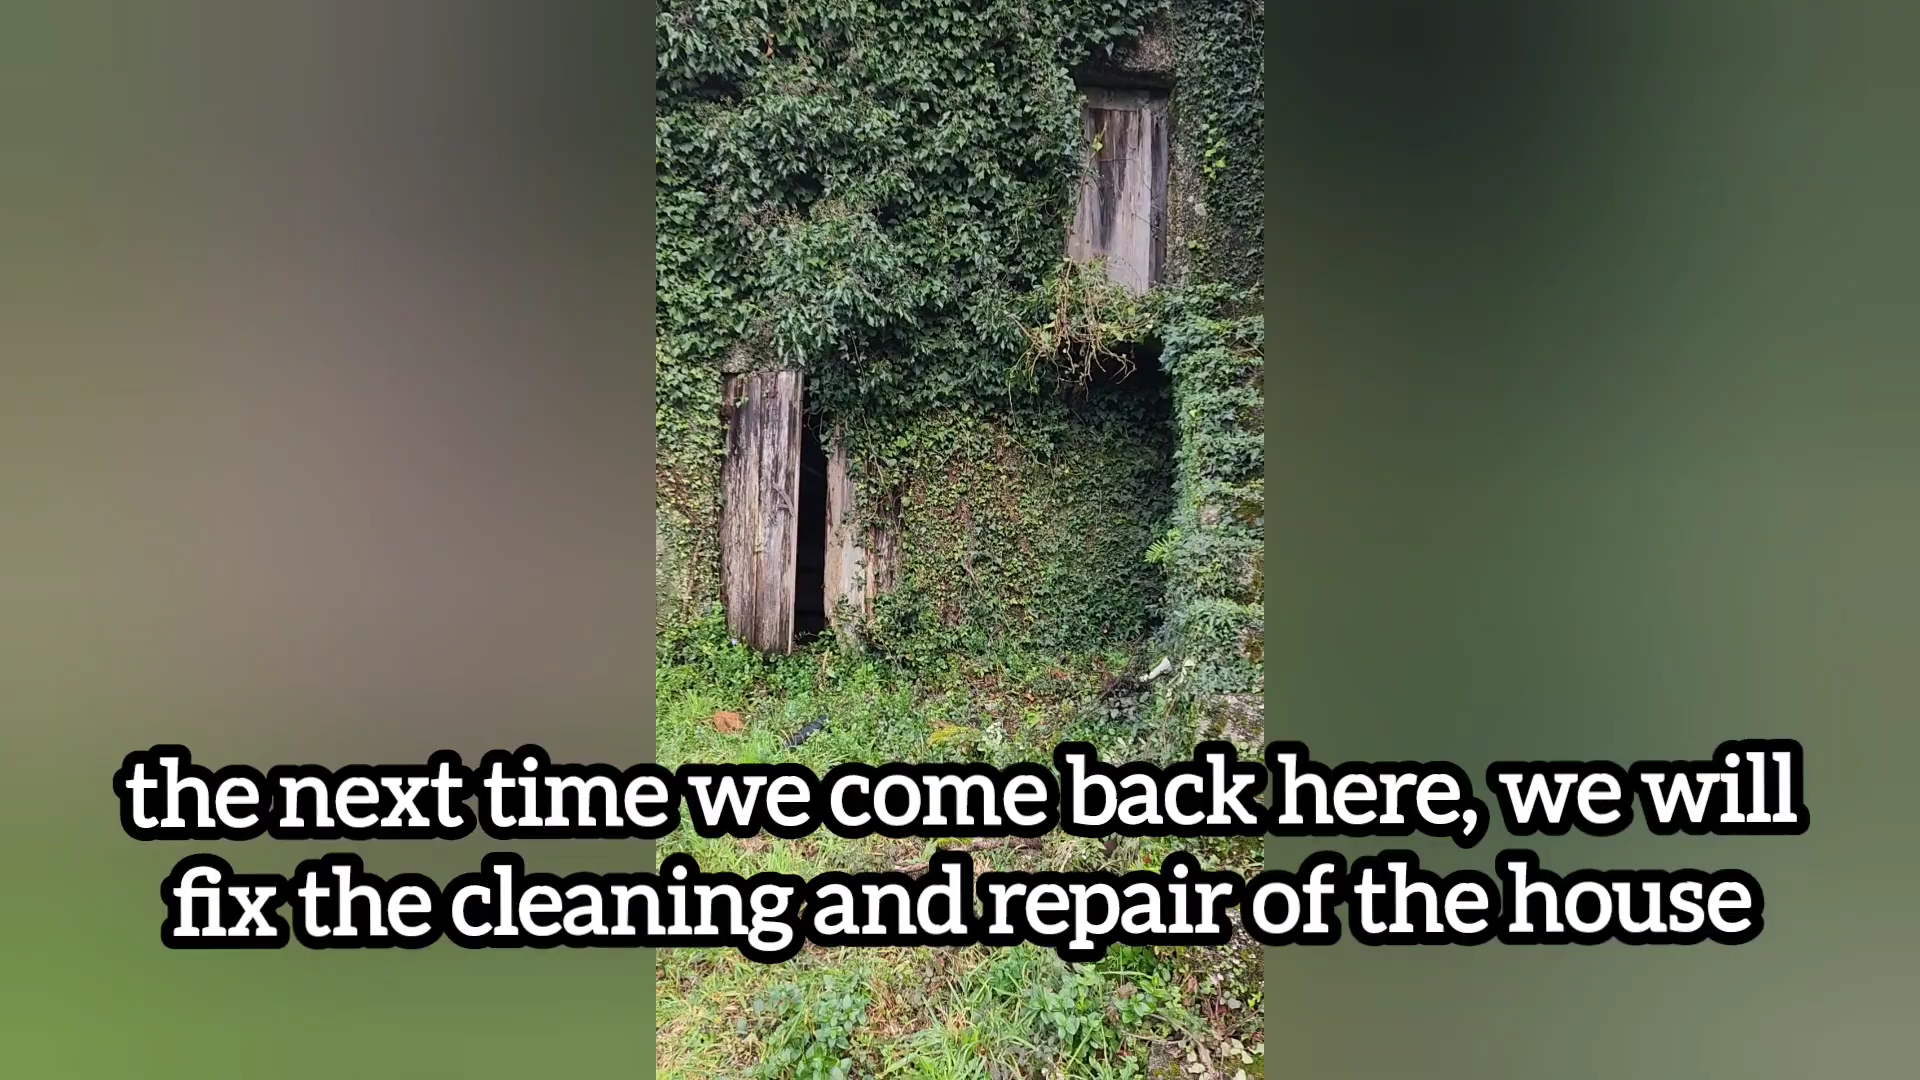 the next time we come back here, we will
fix the cleaning and repair of the house